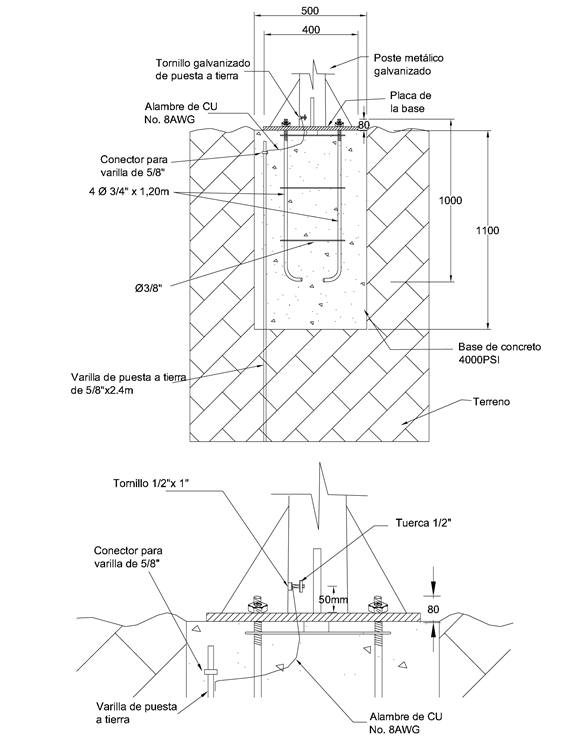 500
400
Tornillo galvanizado
de puesta a tierra
Poste metálico
galvanizado
Alambre de CU
No. 8AWG
Placa de
la base
80
Conector para
varilla de 5/8"
4 Ø 3/4" x 1,20m
1000
1100
Ø3/8"
Base de concreto
4000PSI
Varilla de puesta a tierra
de 5/8"x2.4m
Terreno
Tornillo 1/2"x 1"
Tuerca 1/2"
Conector para
varilla de 5/8"
50mm
80
Varilla de puesta
a tierra
Alambre de CU
No. 8AWG